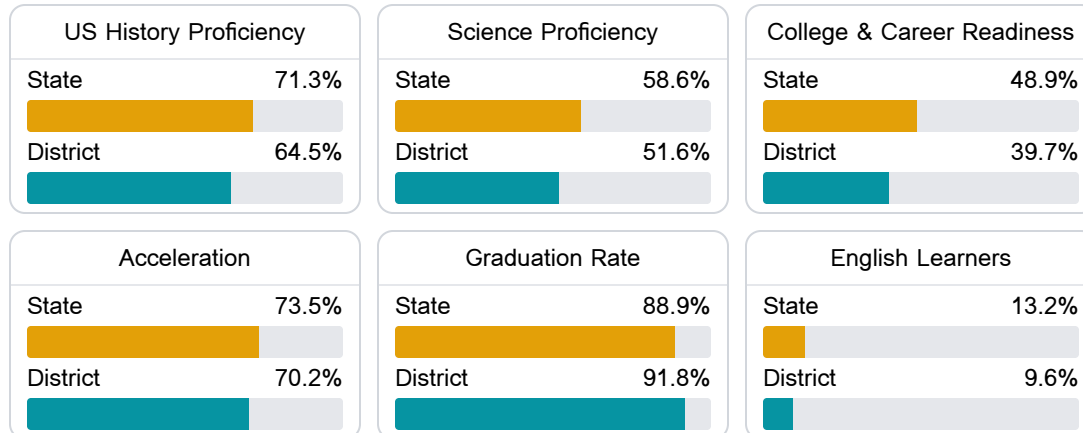 US History Proficiency
State 71.3%
District 64.5%
Science Proficiency
State 58.6%
District 51.6%
College & Career Readiness
State 48.9%
District 39.7%
Acceleration
State 73.5%
District 70.2%
Graduation Rate
State 88.9%
District 91.8%
English Learners
State 13.2%
District 9.6%